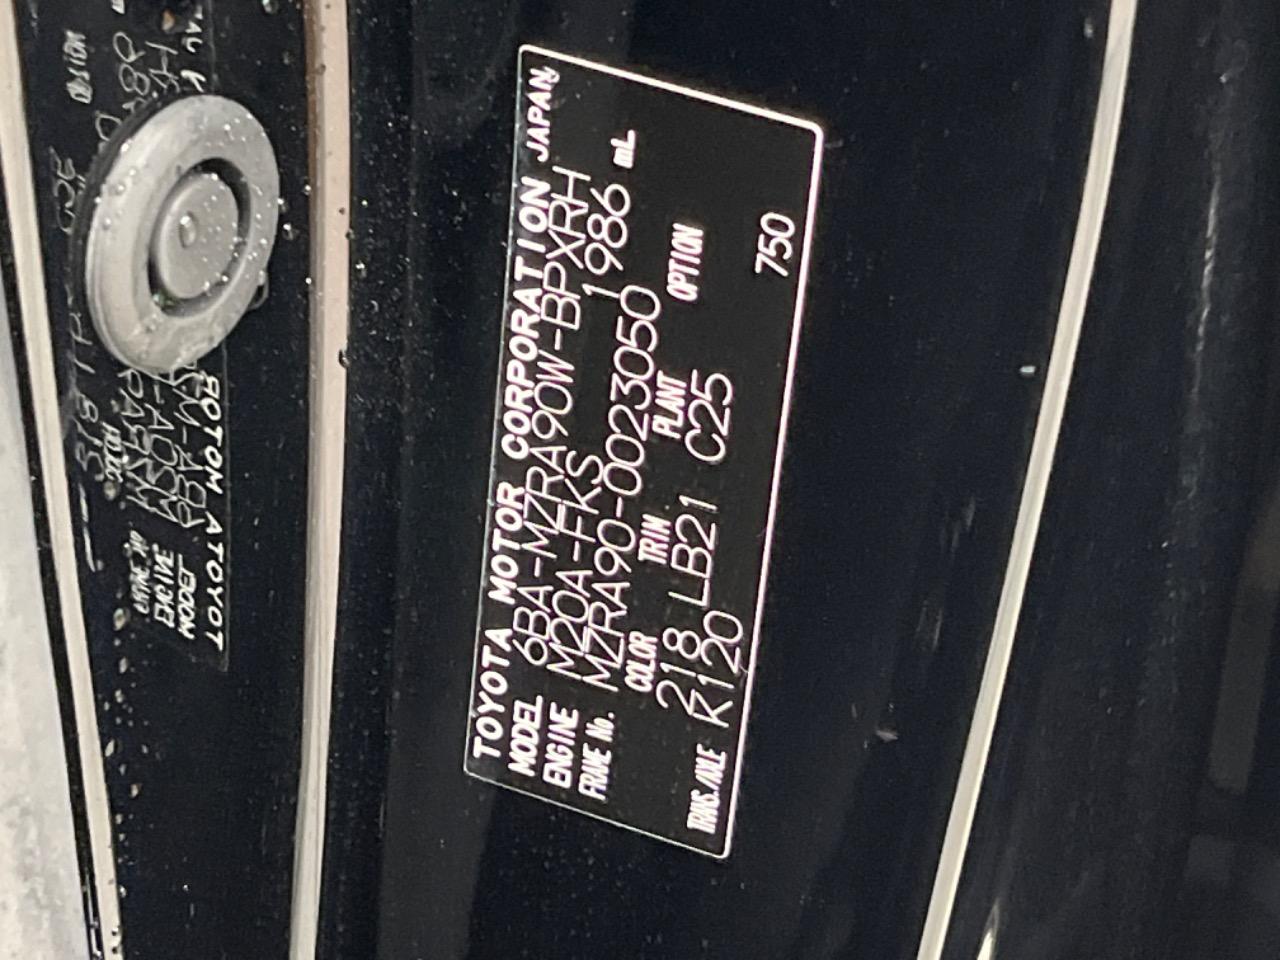 TOYOTA MOTOR CORPORATION JAPAN
MODEL 6BA-MZRA90W-BPXRH
ENGINE M20A-FKS 1986 mL
FRAME No. MZRA90-0023050
COLOR TRIM PLANT OPTION
218 LB21 C25
TRANS./AXLE K120 750